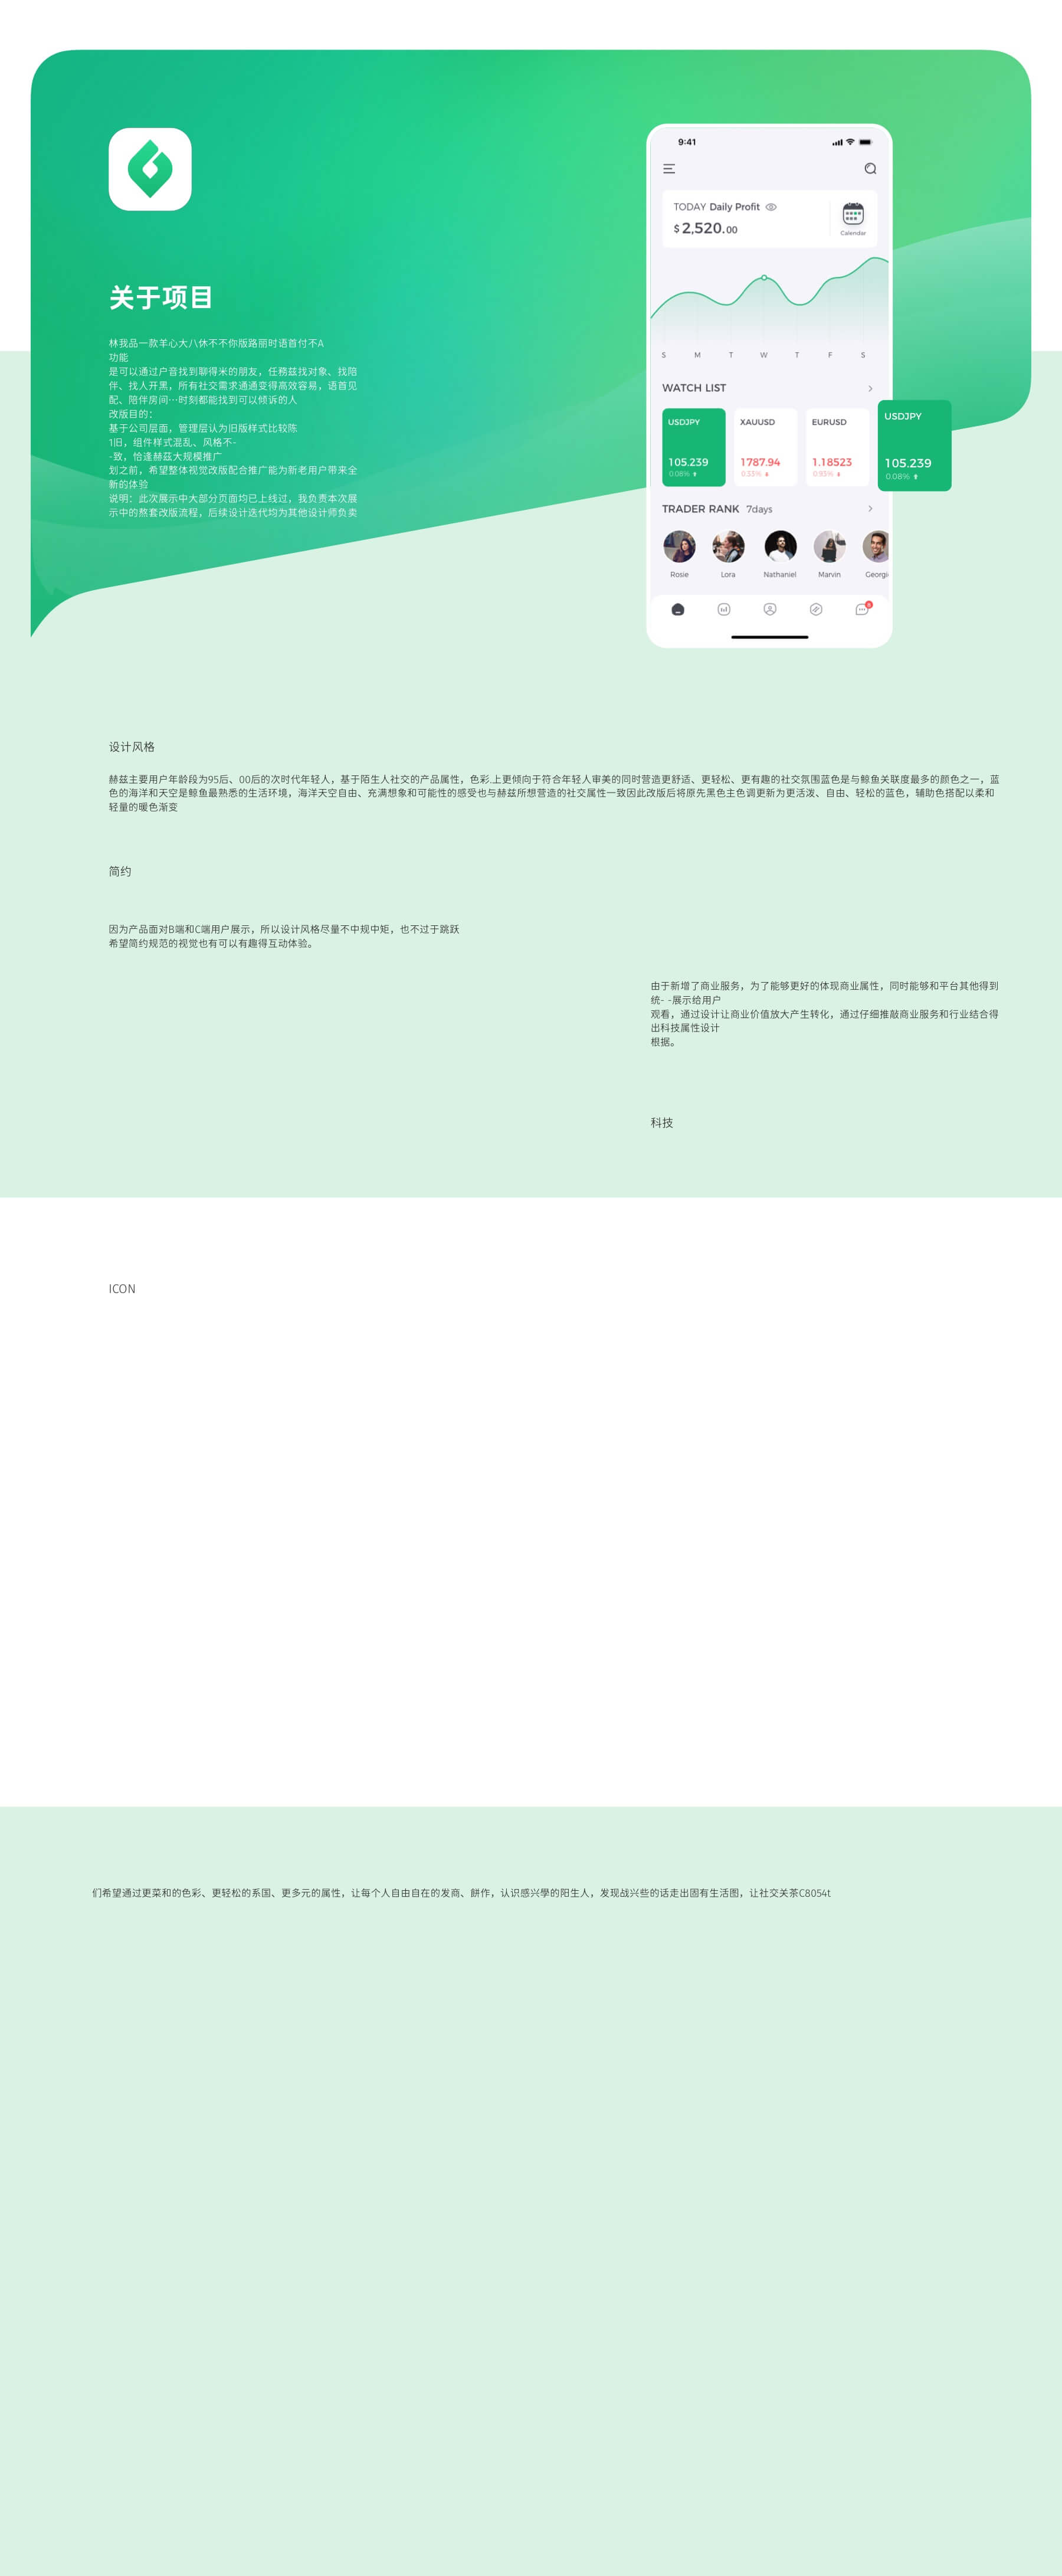 关于项目
林我品一款羊心大八休不不你版路丽时语首付不A
功能
是可以通过户音找到聊得米的朋友，任務兹找对象、找陪
伴、找人开黑，所有社交需求通通变得高效容易，语首见
配、陪伴房间…时刻都能找到可以倾诉的人
改版目的：
基于公司层面，管理层认为旧版样式比较陈
1旧，组件样式混乱、风格不-
-致，恰逢赫茲大规模推广
划之前，希望整体视觉改版配合推广能为新老用户带来全
新的体验
说明：此次展示中大部分页面均已上线过，我负责本次展
示中的熬套改版流程，后续设计迭代均为其他设计师负卖
9:41
TODAY Daily Profit
$ 2,520.00
Calendar
S M T W T F S
WATCH LIST
USDJPY XAUUSD EURUSD USDJPY
105.239 1787.94 1.18523 105.239
0.08% 0.33% 0.93% 0.08%
TRADER RANK 7days
Rosie Lora Nathaniel Marvin Georgi
设计风格
赫兹主要用户年龄段为95后、00后的次时代年轻人，基于陌生人社交的产品属性，色彩.上更倾向于符合年轻人审美的同时营造更舒适、更轻松、更有趣的社交氛围蓝色是与鲸鱼关联度最多的颜色之一，蓝
色的海洋和天空是鲸鱼最熟悉的生活环境，海洋天空自由、充满想象和可能性的感受也与赫兹所想营造的社交属性一致因此改版后将原先黑色主色调更新为更活泼、自由、轻松的蓝色，辅助色搭配以柔和
轻量的暖色渐变
简约
因为产品面对B端和C端用户展示，所以设计风格尽量不中规中矩，也不过于跳跃
希望简约规范的视觉也有可以有趣得互动体验。
由于新增了商业服务，为了能够更好的体现商业属性，同时能够和平台其他得到
统- -展示给用户
观看，通过设计让商业价值放大产生转化，通过仔细推敲商业服务和行业结合得
出科技属性设计
根据。
科技
ICON
们希望通过更菜和的色彩、更轻松的系国、更多元的属性，让每个人自由自在的发商、餅作，认识感兴學的陌生人，发现战兴些的话走出固有生活图，让社交关茶C8054t